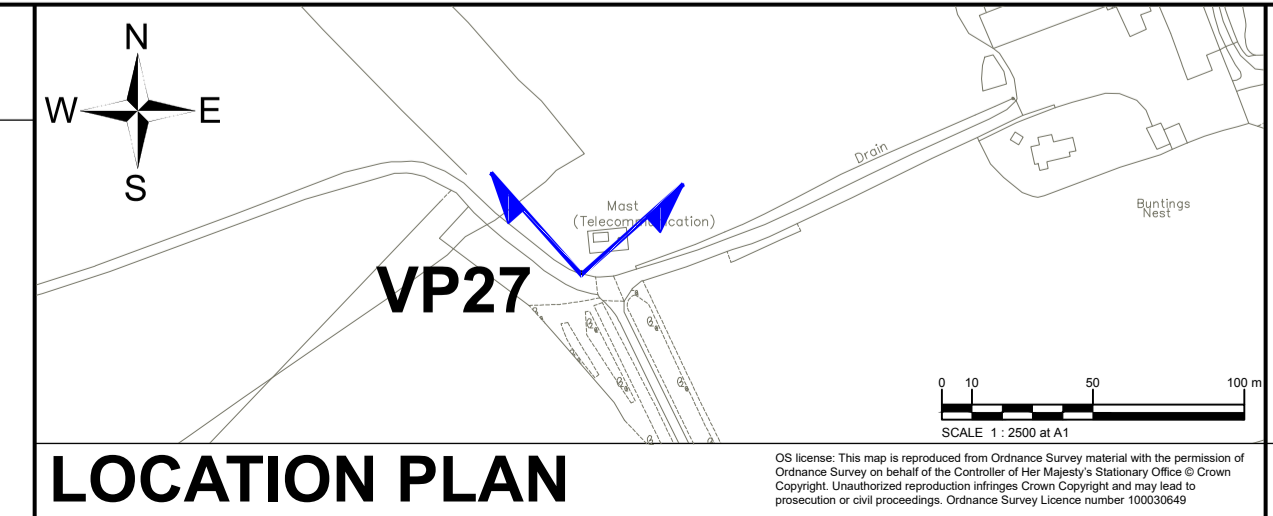 N
W E
S
Drain
Mast
(Telecommunication)
Buntings
Nest
VP27
0 10 50 100 m
SCALE 1 : 2500 at A1
LOCATION PLAN
OS license: This map is reproduced from Ordnance Survey material with the permission of
Ordnance Survey on behalf of the Controller of Her Majesty's Stationary Office © Crown
Copyright. Unauthorized reproduction infringes Crown Copyright and may lead to
prosecution or civil proceedings. Ordnance Survey Licence number 100030649